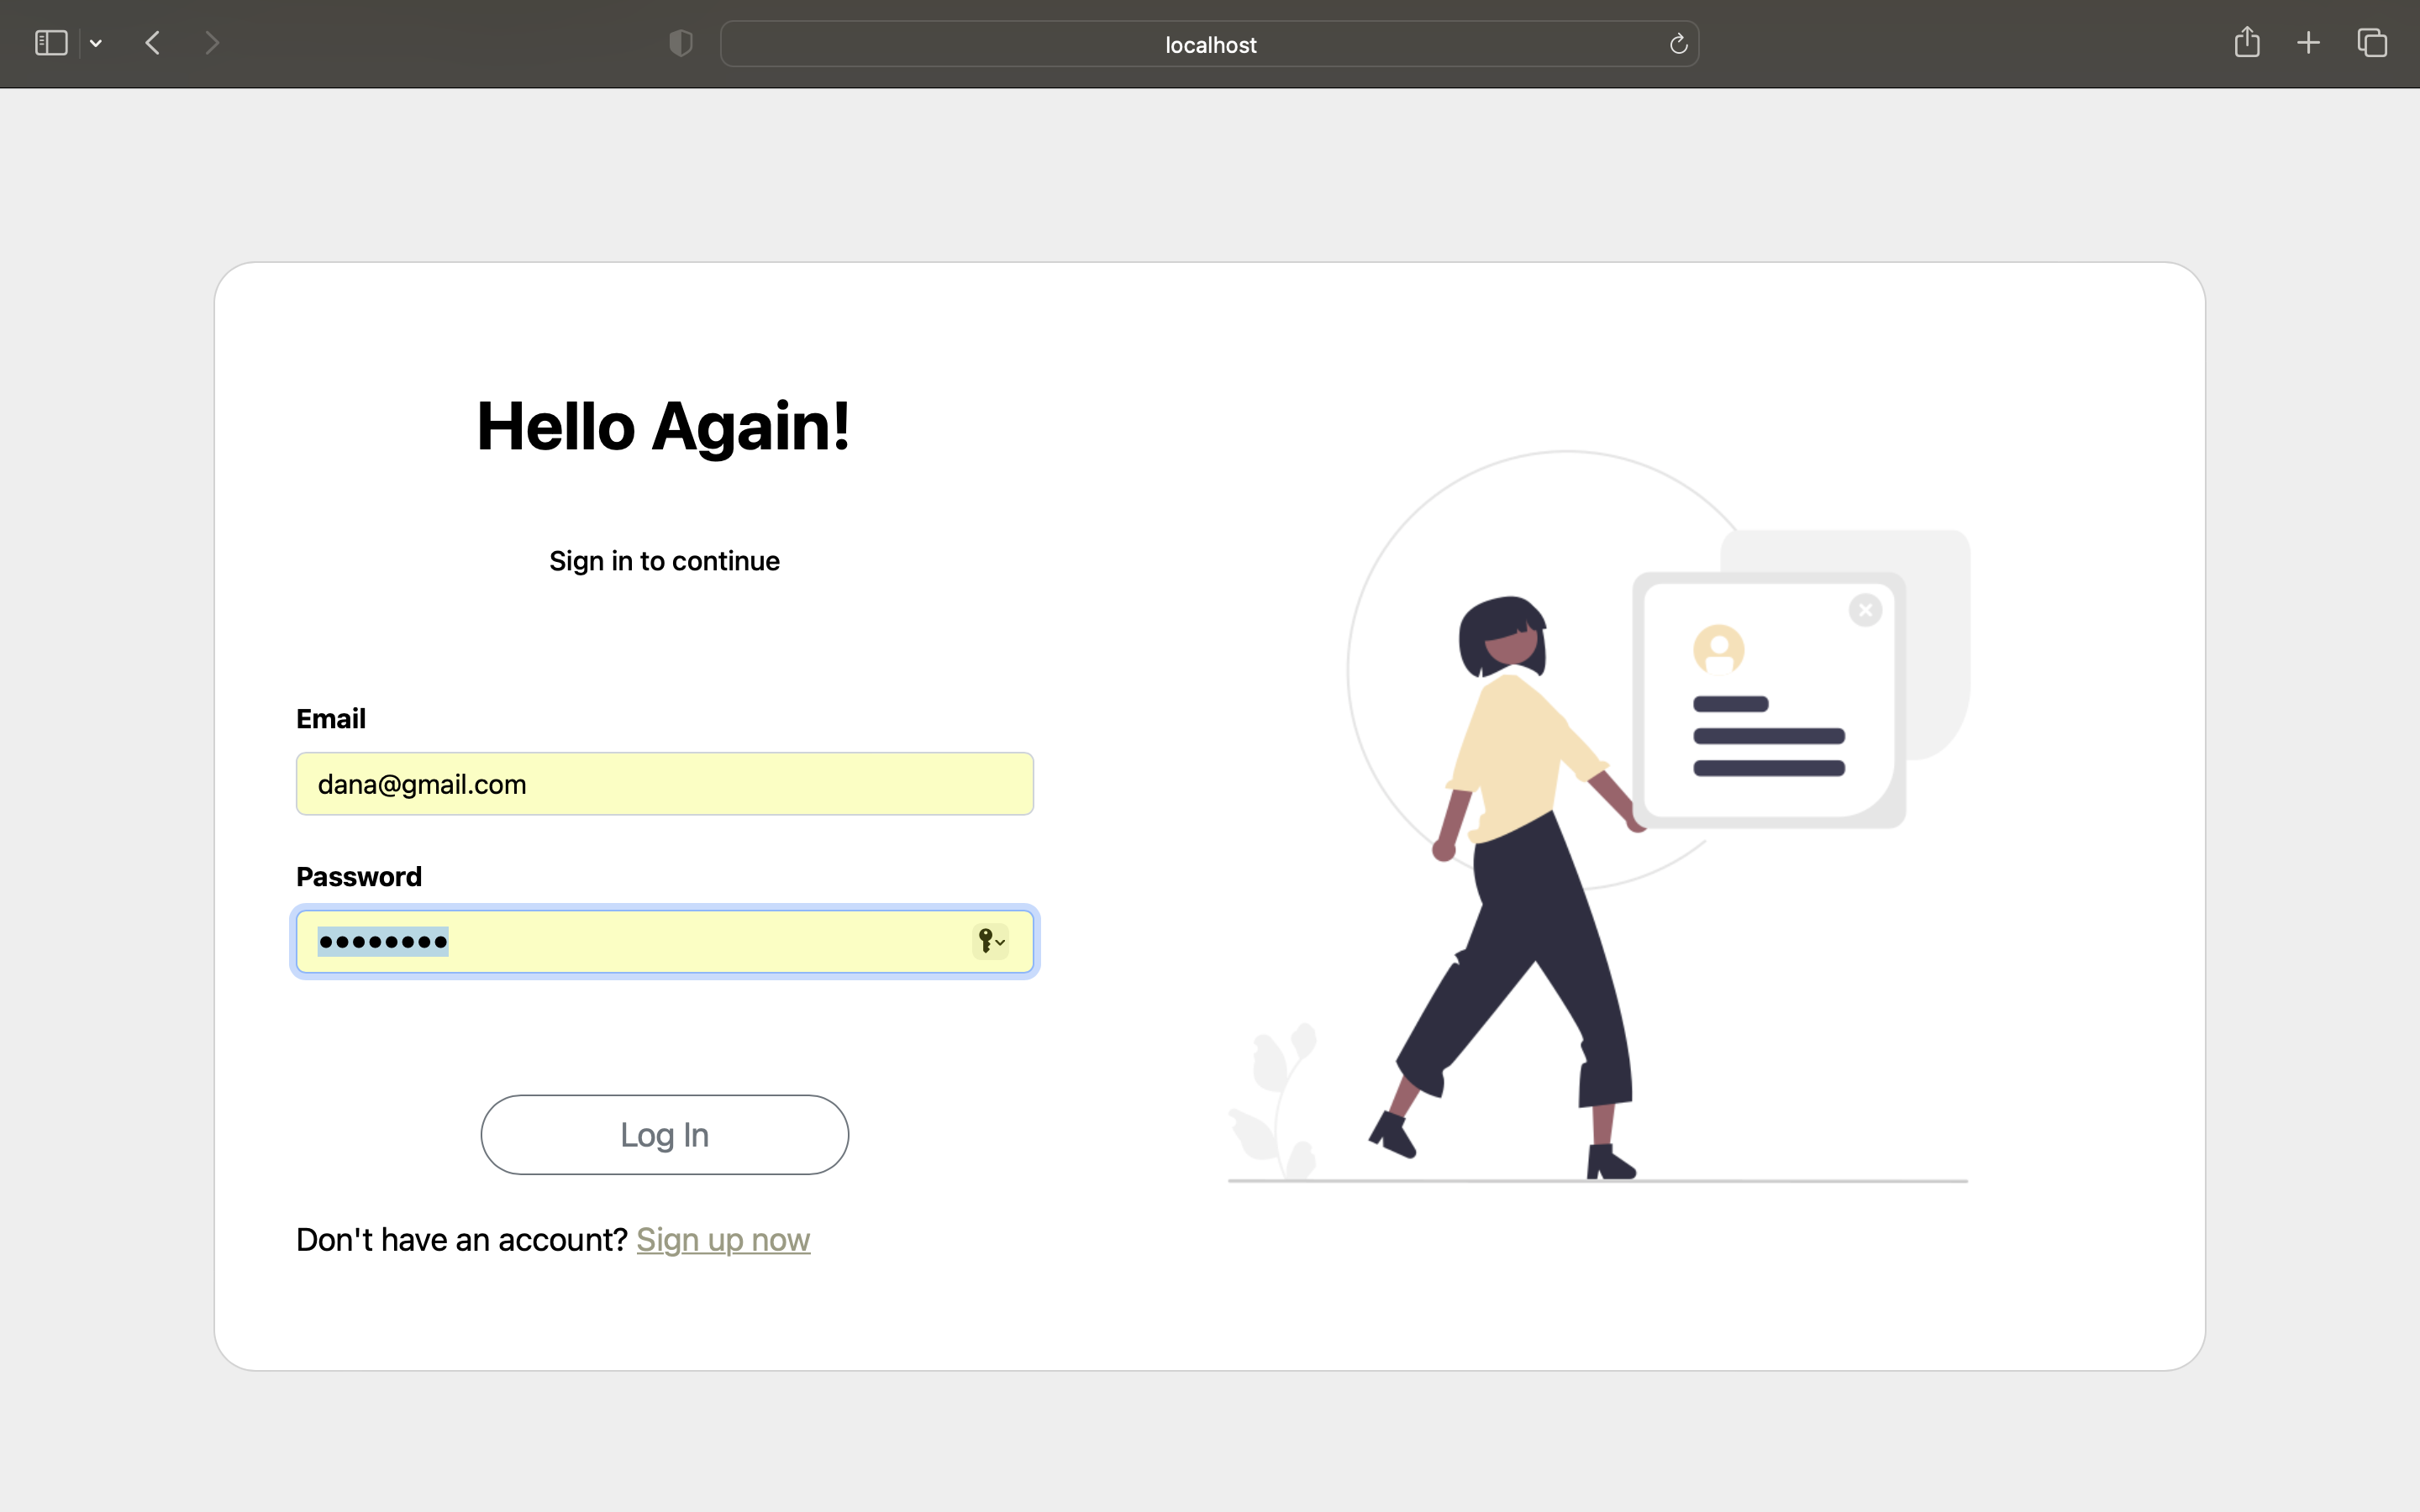 localhost
Hello Again!
Sign in to continue
Email
dana@gmail.com
Password
••••••••
Log In
Don't have an account? Sign up now